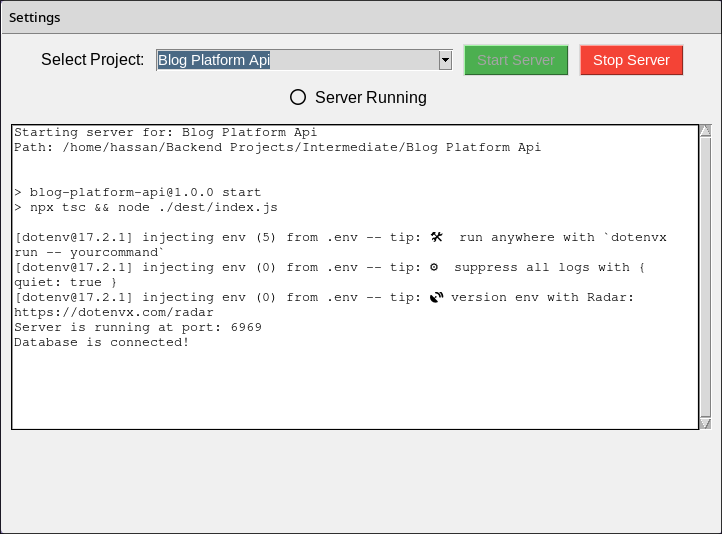 Settings
Select Project: Blog Platform Api Start Server Stop Server
Server Running
Starting server for: Blog Platform Api
Path: /home/hassan/Backend Projects/Intermediate/Blog Platform Api
> blog-platform-api@1.0.0 start
> npx tsc && node ./dest/index.js
[dotenv@17.2.1] injecting env (5) from .env -- tip: 🛠 run anywhere with `dotenvx
run -- yourcommand`
[dotenv@17.2.1] injecting env (0) from .env -- tip: ⚙ suppress all logs with {
quiet: true }
[dotenv@17.2.1] injecting env (0) from .env -- tip: 📡 version env with Radar:
https://dotenvx.com/radar
Server is running at port: 6969
Database is connected!